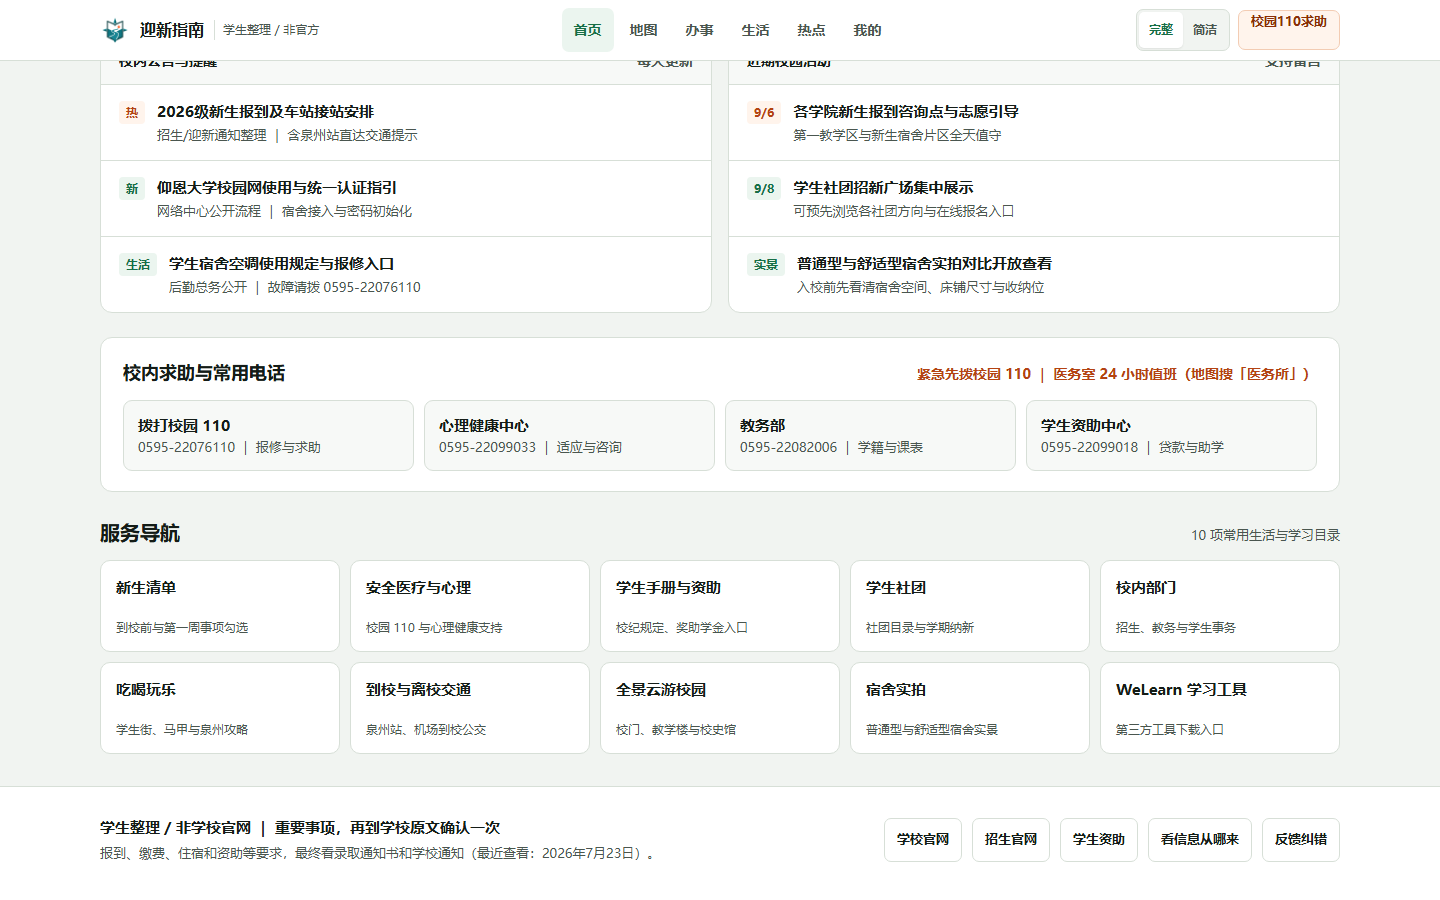 迎新指南
学生整理 / 非官方
首页
地图
办事
生活
热点
我的
完整
简洁
校园110求助
校内公告与提醒
每天更新
近期校园活动
支持留言
热
2026级新生报到及车站接站安排
招生/迎新通知整理 ｜ 含泉州站直达交通提示
新
仰恩大学校园网使用与统一认证指引
网络中心公开流程 ｜ 宿舍接入与密码初始化
生活
学生宿舍空调使用规定与报修入口
后勤总务公开 ｜ 故障请拨 0595-22076110
9/6
各学院新生报到咨询点与志愿引导
第一教学区与新生宿舍片区全天值守
9/8
学生社团招新广场集中展示
可预先浏览各社团方向与在线报名入口
实景
普通型与舒适型宿舍实拍对比开放查看
入校前先看清宿舍空间、床铺尺寸与收纳位
校内求助与常用电话
紧急先拨校园 110 ｜ 医务室 24 小时值班（地图搜「医务所」）
拨打校园 110
0595-22076110 ｜ 报修与求助
心理健康中心
0595-22099033 ｜ 适应与咨询
教务部
0595-22082006 ｜ 学籍与课表
学生资助中心
0595-22099018 ｜ 贷款与助学
服务导航
10 项常用生活与学习目录
新生清单
到校前与第一周事项勾选
安全医疗与心理
校园 110 与心理健康支持
学生手册与资助
校纪规定、奖助学金入口
学生社团
社团目录与学期纳新
校内部门
招生、教务与学生事务
吃喝玩乐
学生街、马甲与泉州攻略
到校与离校交通
泉州站、机场到校公交
全景云游校园
校门、教学楼与校史馆
宿舍实拍
普通型与舒适型宿舍实景
WeLearn 学习工具
第三方工具下载入口
学生整理 / 非学校官网 ｜ 重要事项，再到学校原文确认一次
报到、缴费、住宿和资助等要求，最终看录取通知书和学校通知（最近查看：2026年7月23日）。
学校官网
招生官网
学生资助
看信息从哪来
反馈纠错